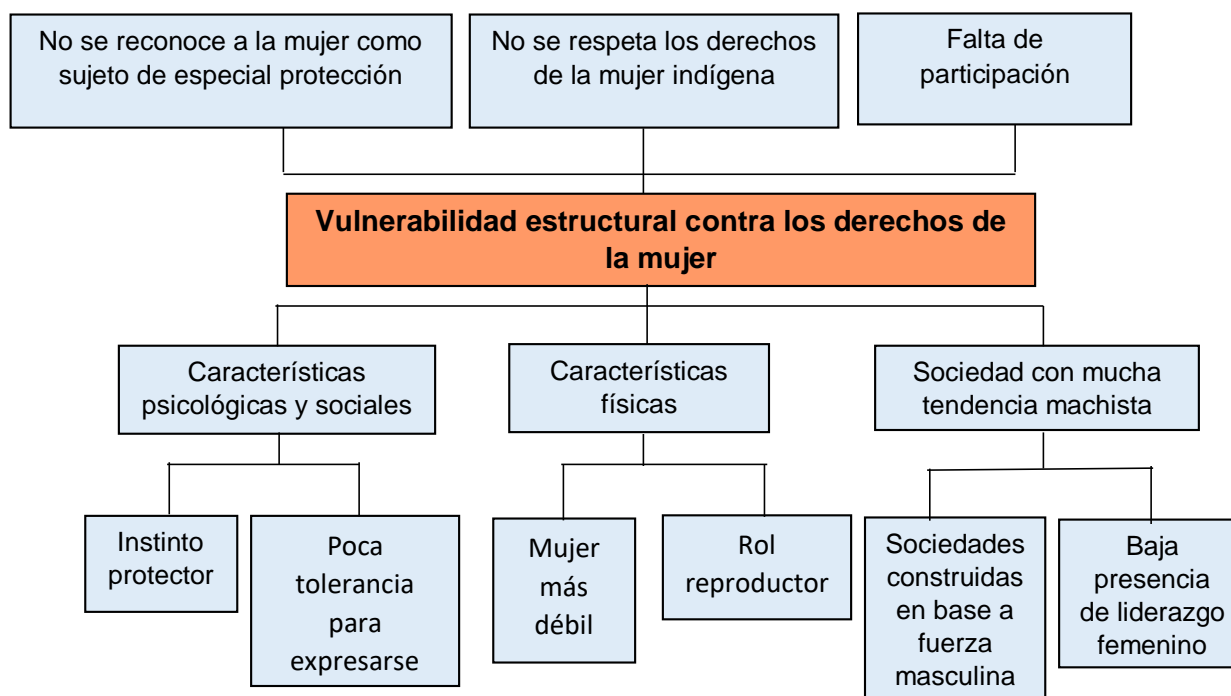 No se reconoce a la mujer como
sujeto de especial protección
No se respeta los derechos
de la mujer indígena
Falta de
participación
Vulnerabilidad estructural contra los derechos de
la mujer
Características
psicológicas y sociales
Características
físicas
Sociedad con mucha
tendencia machista
Instinto
protector
Poca
tolerancia
para
expresarse
Mujer
más
débil
Rol
reproductor
Sociedades
construidas
en base a
fuerza
masculina
Baja
presencia
de liderazgo
femenino